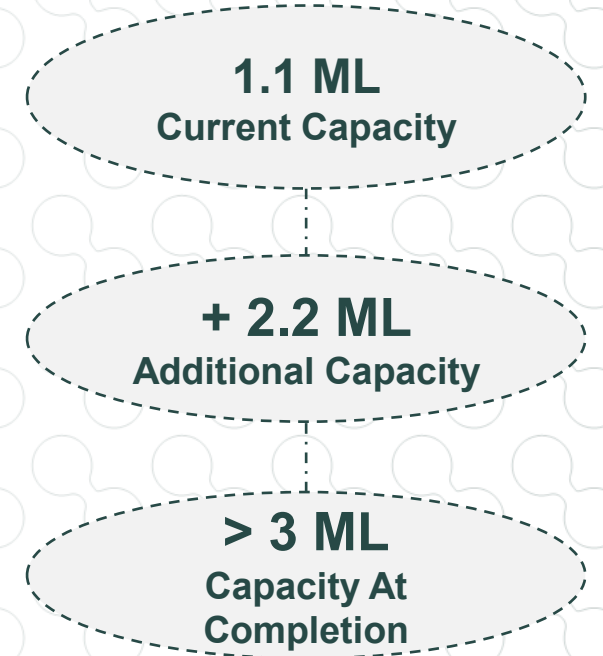 1.1 ML
Current Capacity
+ 2.2 ML
Additional Capacity
> 3 ML
Capacity At
Completion